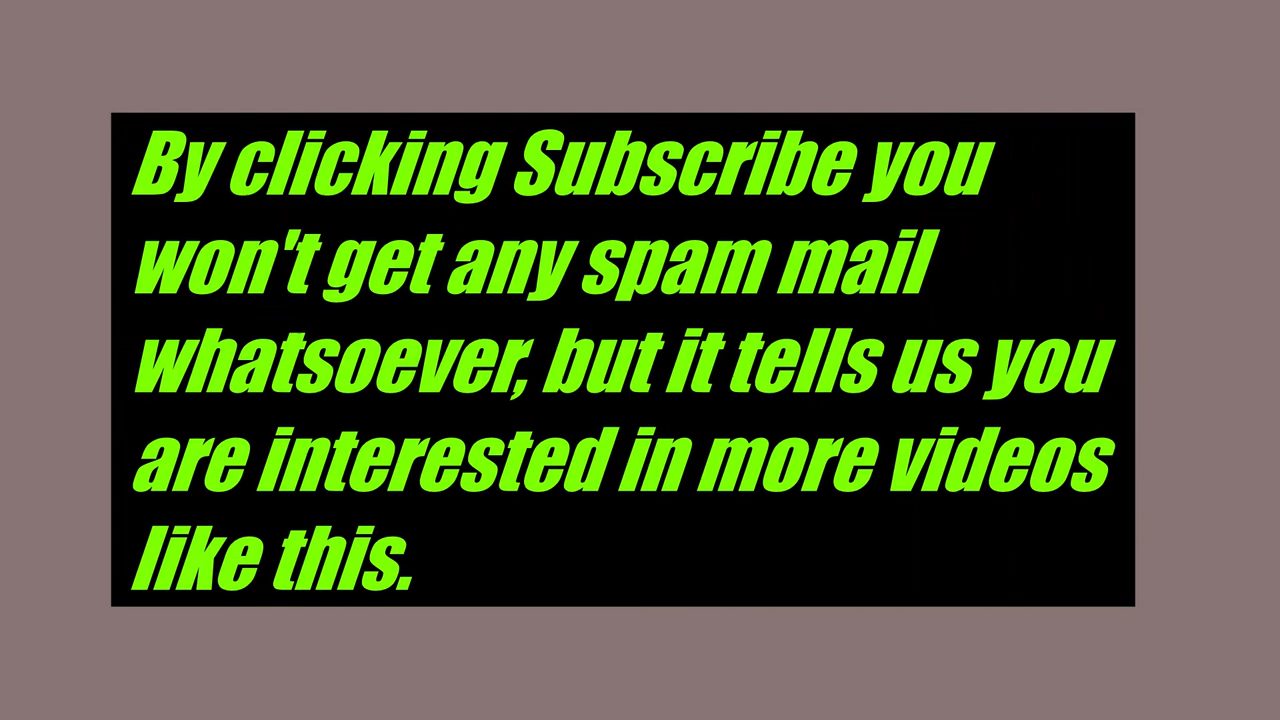 By clicking Subscribe you
won't get any spam mail
whatsoever, but it tells us you
are interested in more videos
like this.